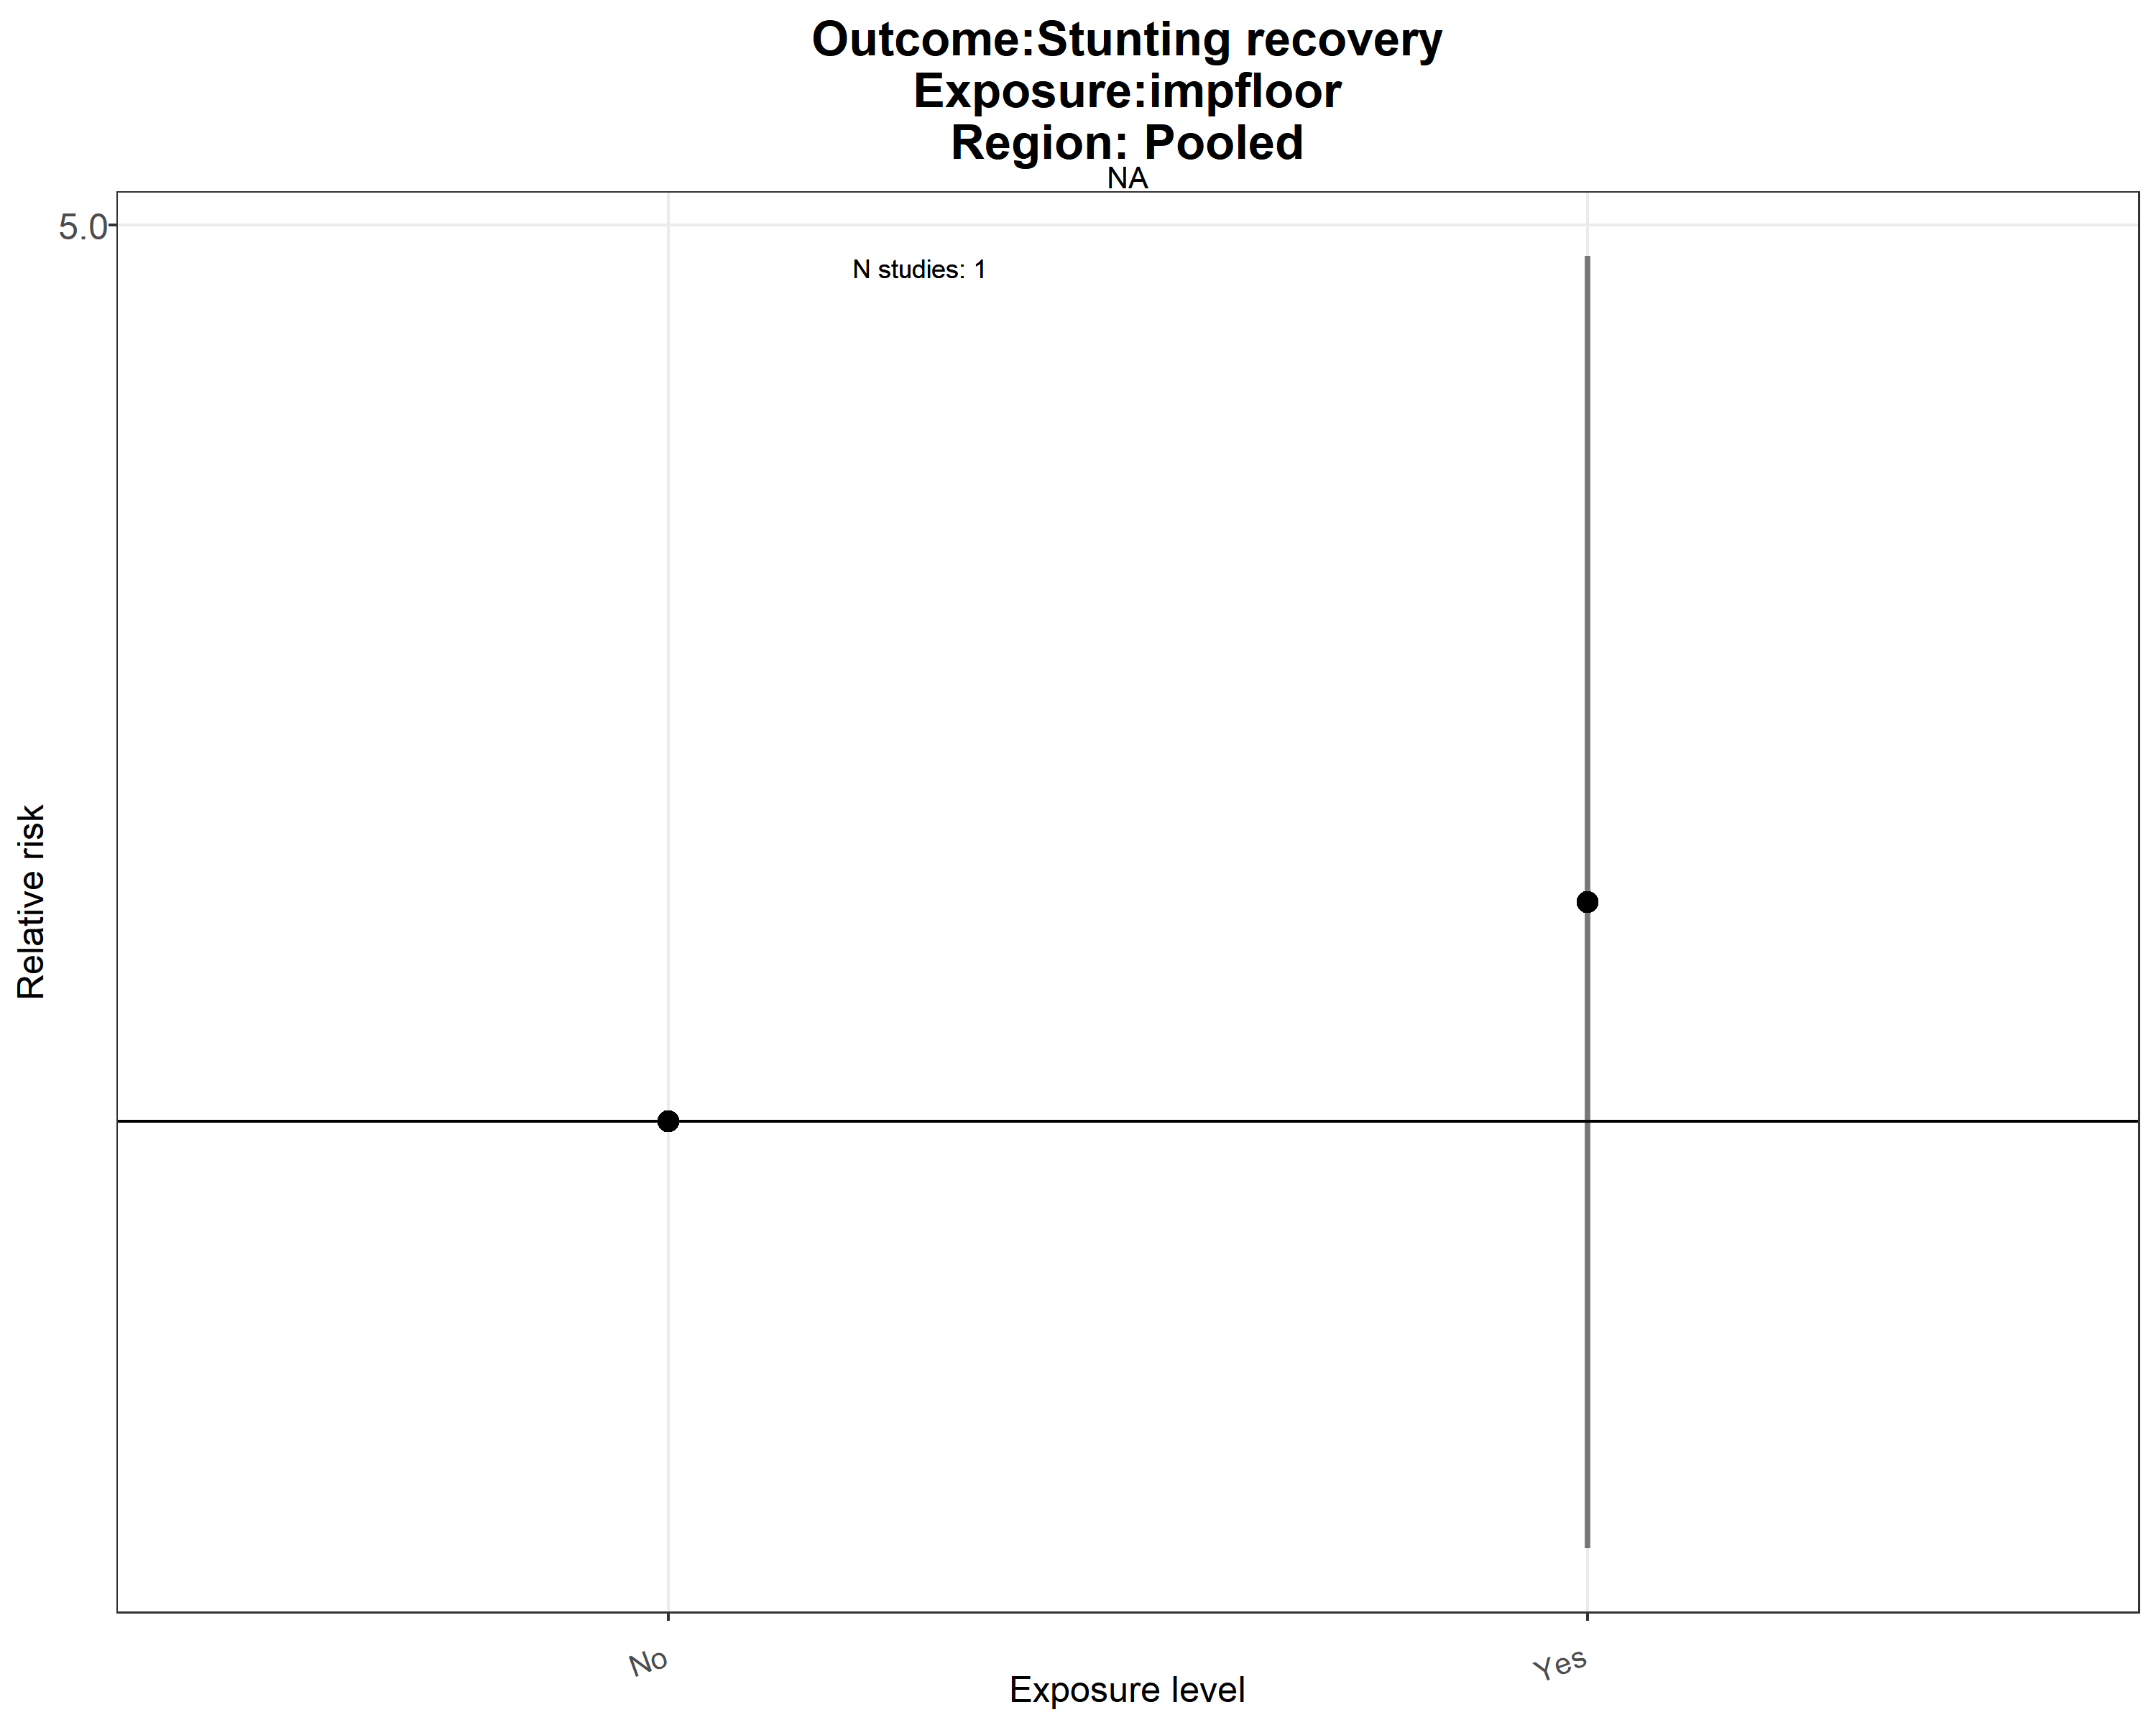 Outcome:Stunting recovery
Exposure:impfloor
Region: Pooled
NA
5.0
N studies: 1
Relative risk
No
Yes
Exposure level